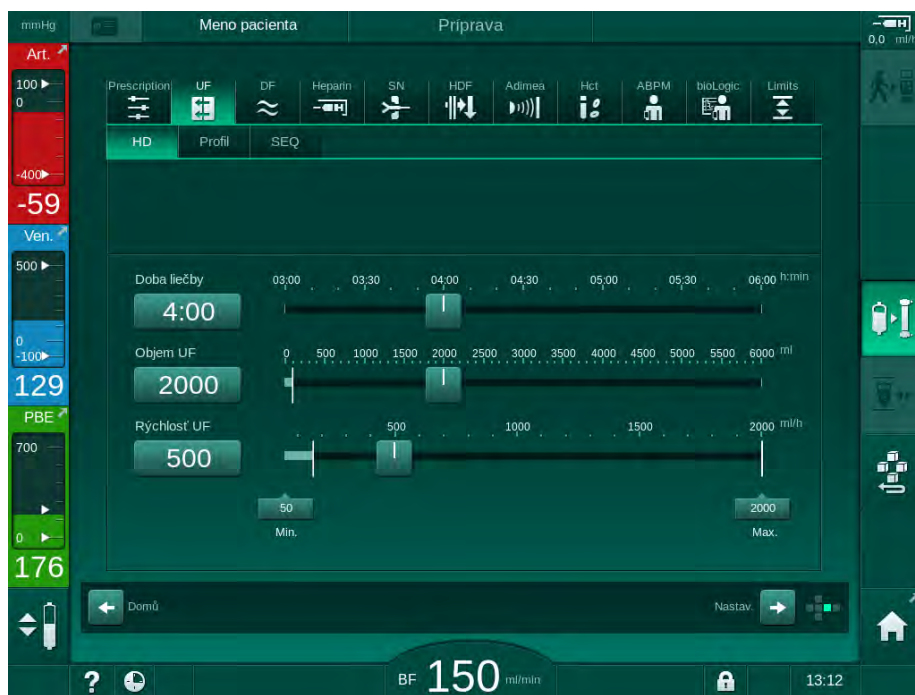 mmHg
Meno pacienta
Príprava
0,0 ml/h
Art.
100
0
-400
-59
Ven.
500
0
-100
129
PBE
700
0
176
Prescription UF DF Heparin SN HDF Adimea Hct ABPM bioLogic Limits
HD Profil SEQ
Doba liečby
4:00
03:00 03:30 04:00 04:30 05:00 05:30 06:00 h:min
Objem UF
2000
0 500 1000 1500 2000 2500 3000 3500 4000 4500 5000 5500 6000 ml
Rýchlosť UF
500
500 1000 1500 2000 ml/h
50
Min.
2000
Max.
Domů
Nastav.
? BF 150 ml/min 13:12